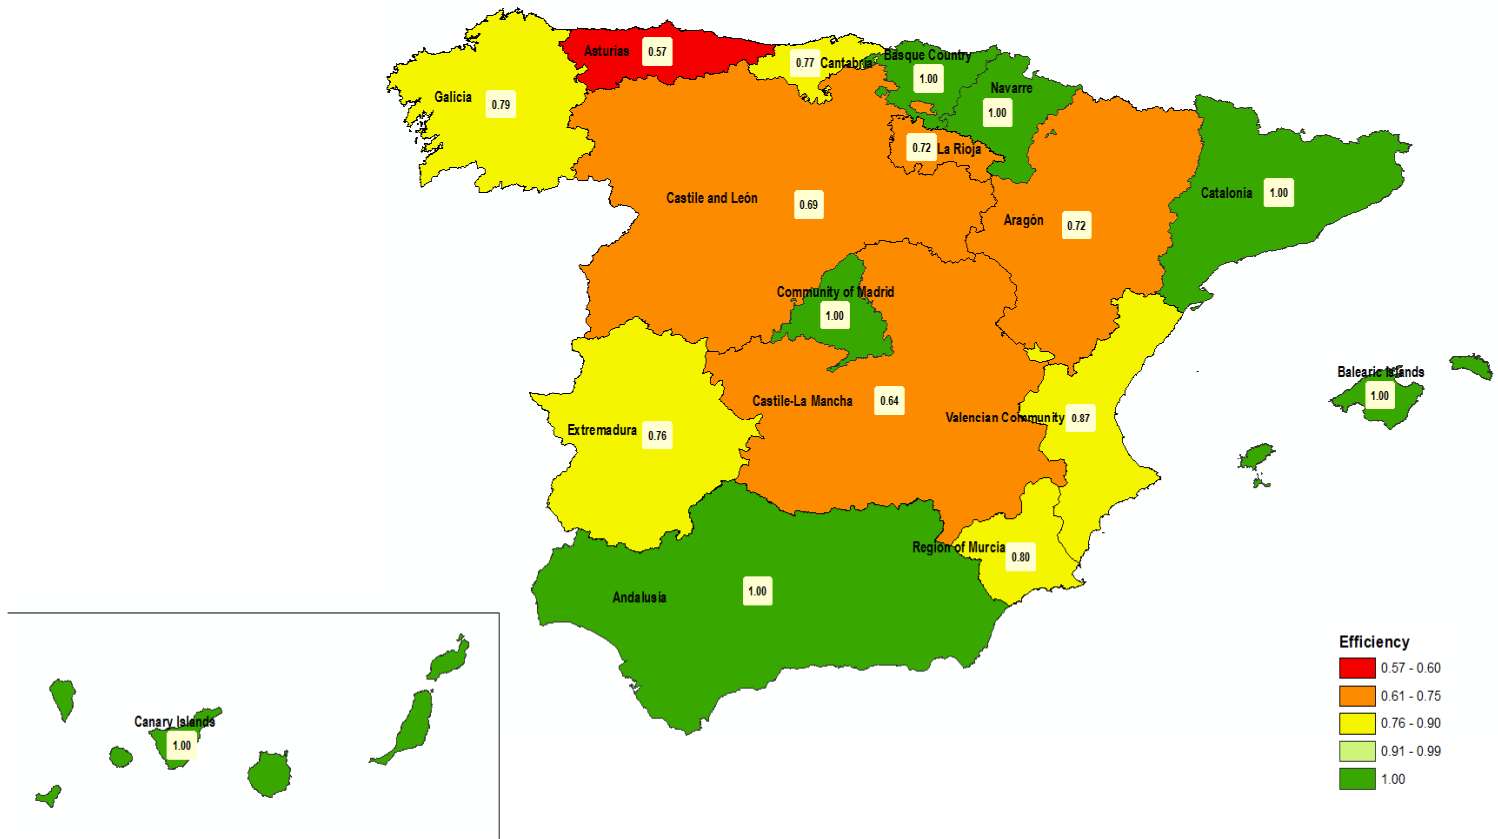 Asturias 0.57
0.77 Cantabria
Basque Country
1.00
Navarre
1.00
Galicia 0.79
0.72 La Rioja
Castile and León 0.69
Aragón 0.72
Catalonia 1.00
Community of Madrid
1.00
Balearic Islands
1.00
Castile-La Mancha 0.64
Valencian Community 0.87
Extremadura 0.76
Region of Murcia 0.80
Andalusia 1.00
Canary Islands
1.00
Efficiency
0.57 - 0.60
0.61 - 0.75
0.76 - 0.90
0.91 - 0.99
1.00